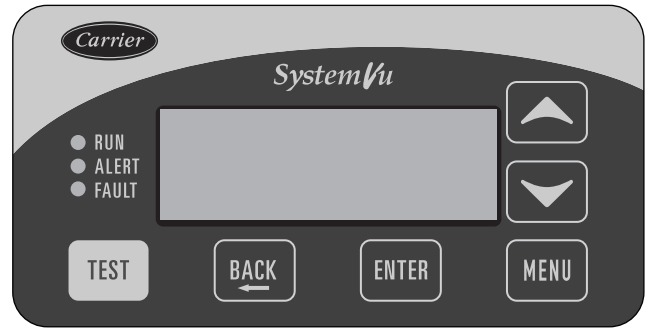 Carrier
SystemVu
RUN
ALERT
FAULT
TEST
BACK
ENTER
MENU